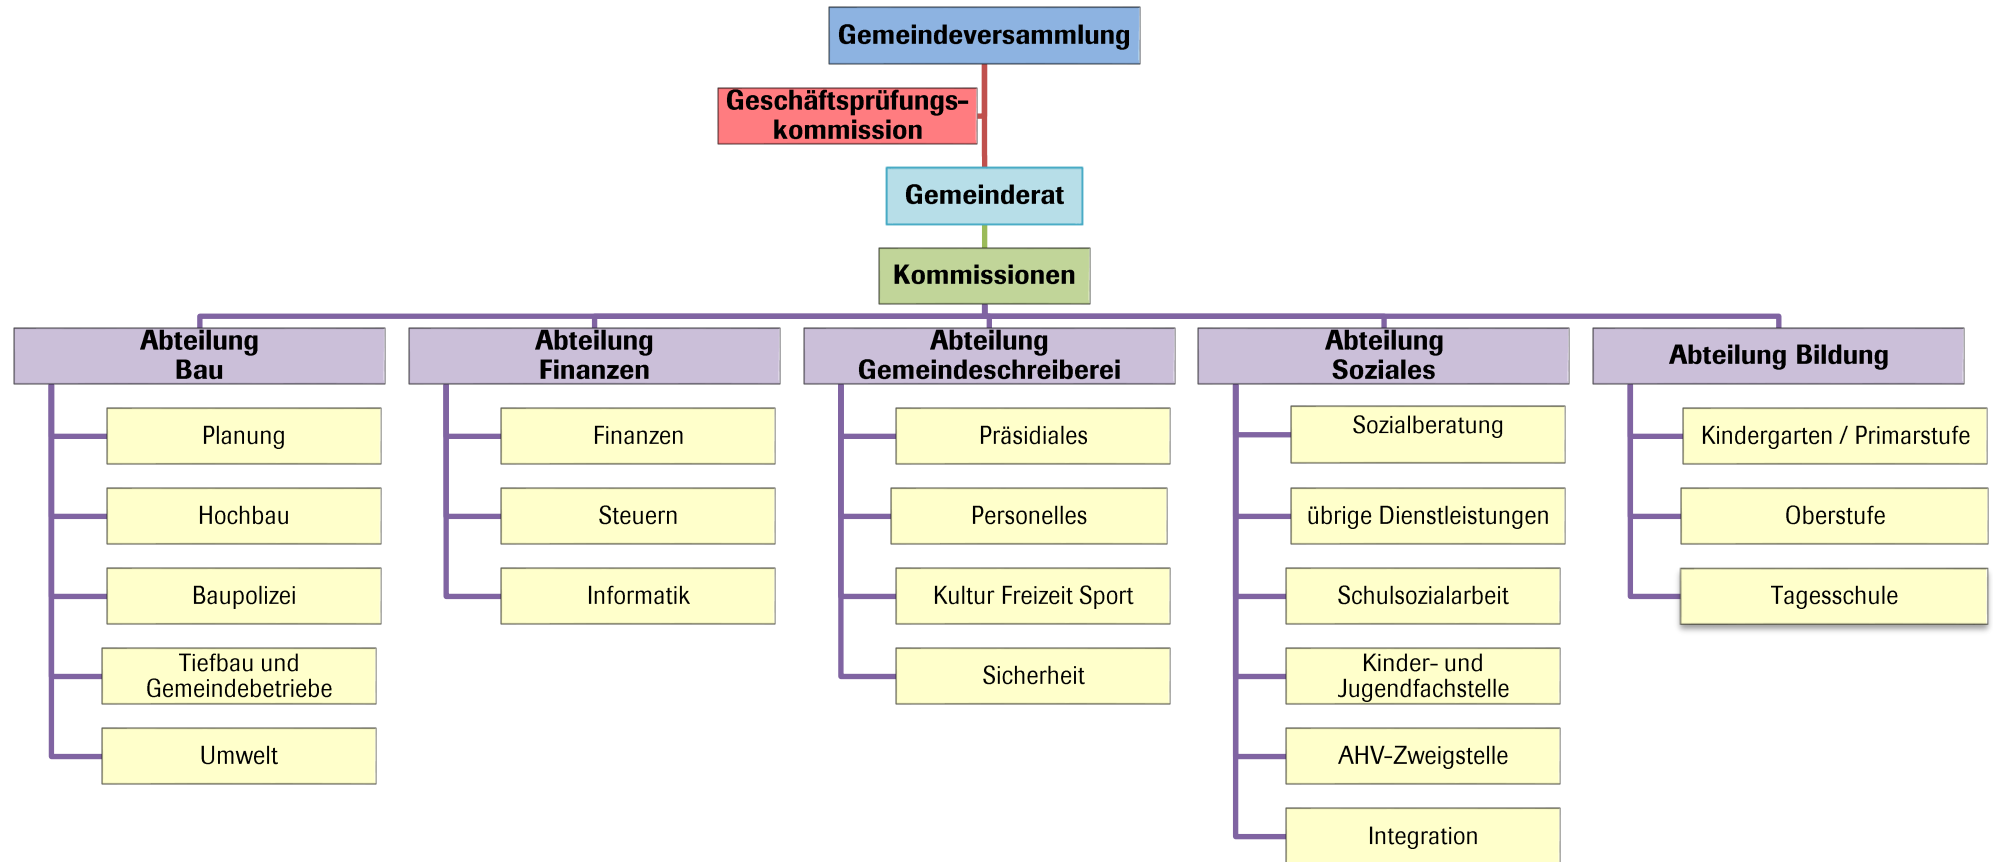 Gemeindeversammlung
Geschäftsprüfungs-
kommission
Gemeinderat
Kommissionen
Abteilung
Bau
Planung
Hochbau
Baupolizei
Tiefbau und
Gemeindebetriebe
Umwelt
Abteilung
Finanzen
Finanzen
Steuern
Informatik
Abteilung
Gemeindeschreiberei
Präsidiales
Personelles
Kultur Freizeit Sport
Sicherheit
Abteilung
Soziales
Sozialberatung
übrige Dienstleistungen
Schulsozialarbeit
Kinder- und
Jugendfachstelle
AHV-Zweigstelle
Integration
Abteilung Bildung
Kindergarten / Primarstufe
Oberstufe
Tagesschule